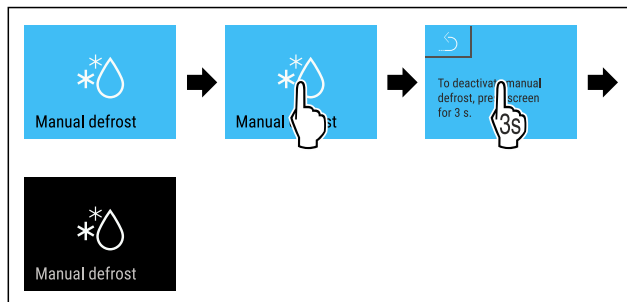 Manual defrost
Manual st
To deactivat manual
defrost, pre screen
for 3 s.
3s
Manual defrost